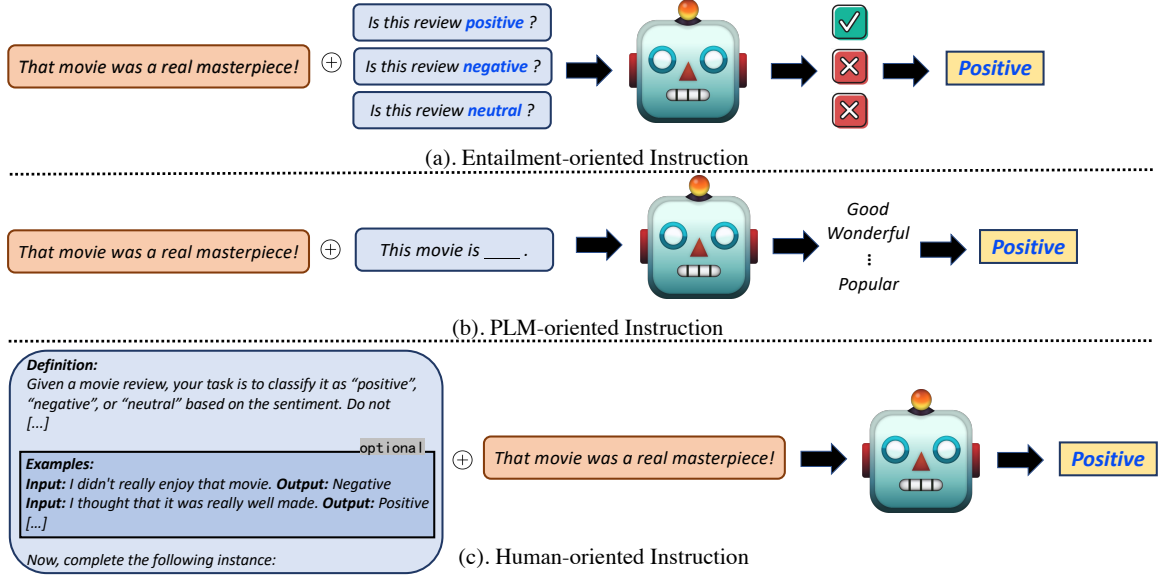 Is this review positive ?
That movie was a real masterpiece!
⊕
Is this review negative ?
Is this review neutral ?
Positive
(a). Entailment-oriented Instruction
That movie was a real masterpiece!
⊕
This movie is ____ .
Good
Wonderful
⋮
Popular
Positive
(b). PLM-oriented Instruction
Definition:
Given a movie review, your task is to classify it as “positive”,
“negative”, or “neutral” based on the sentiment. Do not
[...]
optional
Examples:
Input: I didn't really enjoy that movie. Output: Negative
Input: I thought that it was really well made. Output: Positive
[...]
Now, complete the following instance:
⊕
That movie was a real masterpiece!
Positive
(c). Human-oriented Instruction